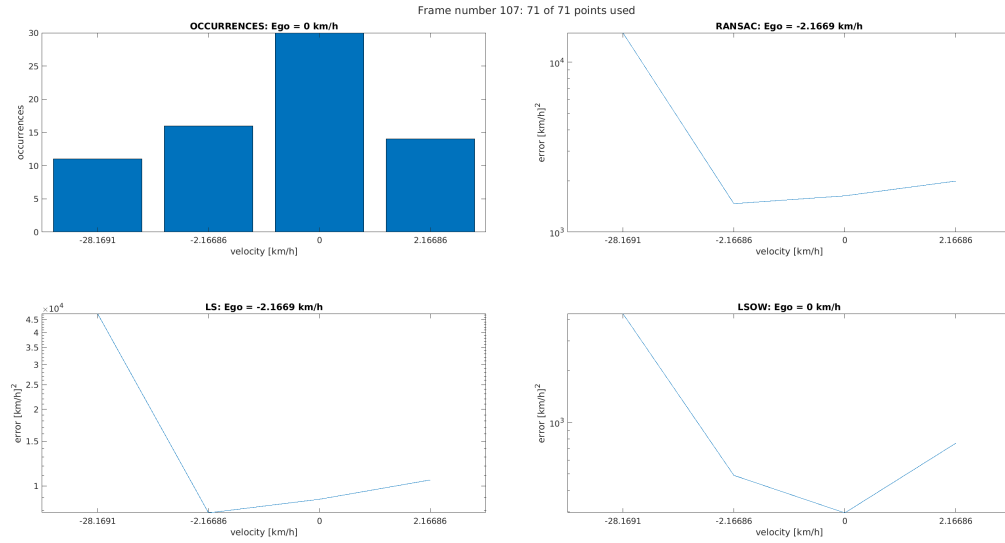 Frame number 107: 71 of 71 points used
OCCURRENCES: Ego = 0 km/h
30
25
20
15
10
5
0
occurrences
-28.1691 -2.16686 0 2.16686
velocity [km/h]
RANSAC: Ego = -2.1669 km/h
10^4
10^3
error [km/h]^2
-28.1691 -2.16686 0 2.16686
velocity [km/h]
LS: Ego = -2.1669 km/h
×10^4
4.5
4
3.5
3
2.5
2
1.5
1
error [km/h]^2
-28.1691 -2.16686 0 2.16686
velocity [km/h]
LSOW: Ego = 0 km/h
10^3
error [km/h]^2
-28.1691 -2.16686 0 2.16686
velocity [km/h]